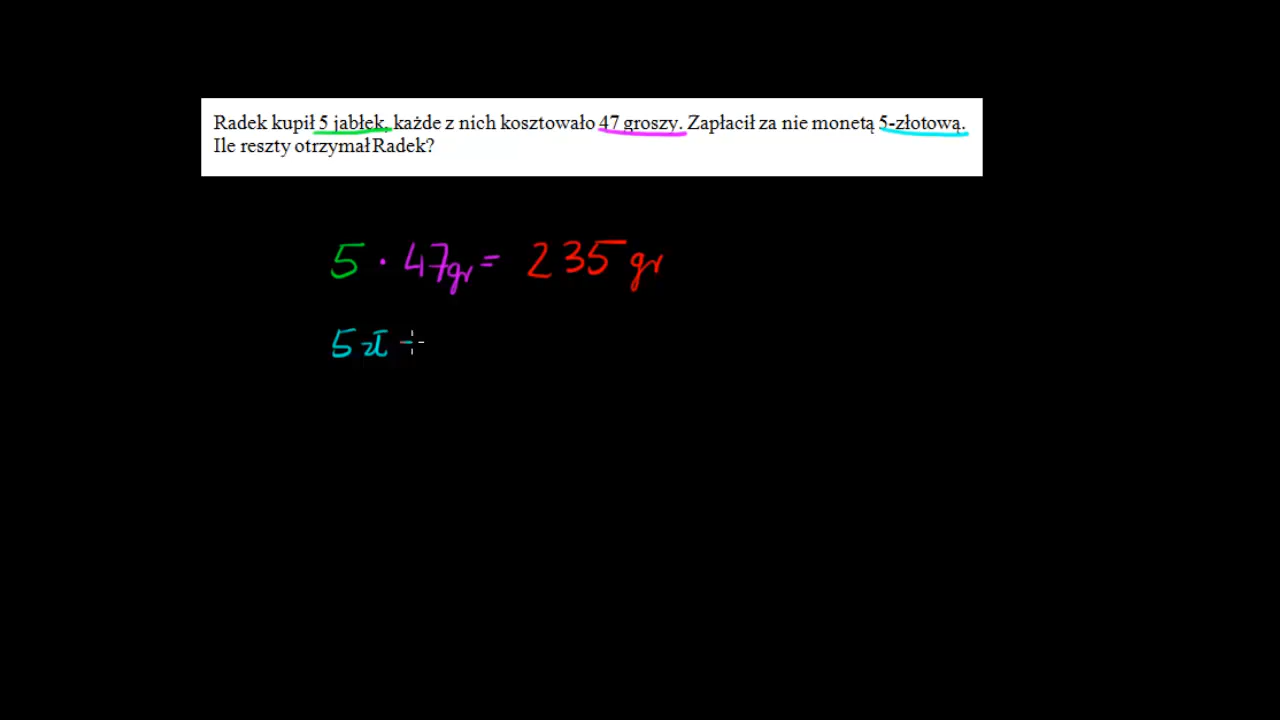 Radek kupił 5 jabłek, każde z nich kosztowało 47 groszy. Zapłacił za nie monetą 5-złotową.
Ile reszty otrzymał Radek?
5 · 47gr = 235 gr
5 zł -